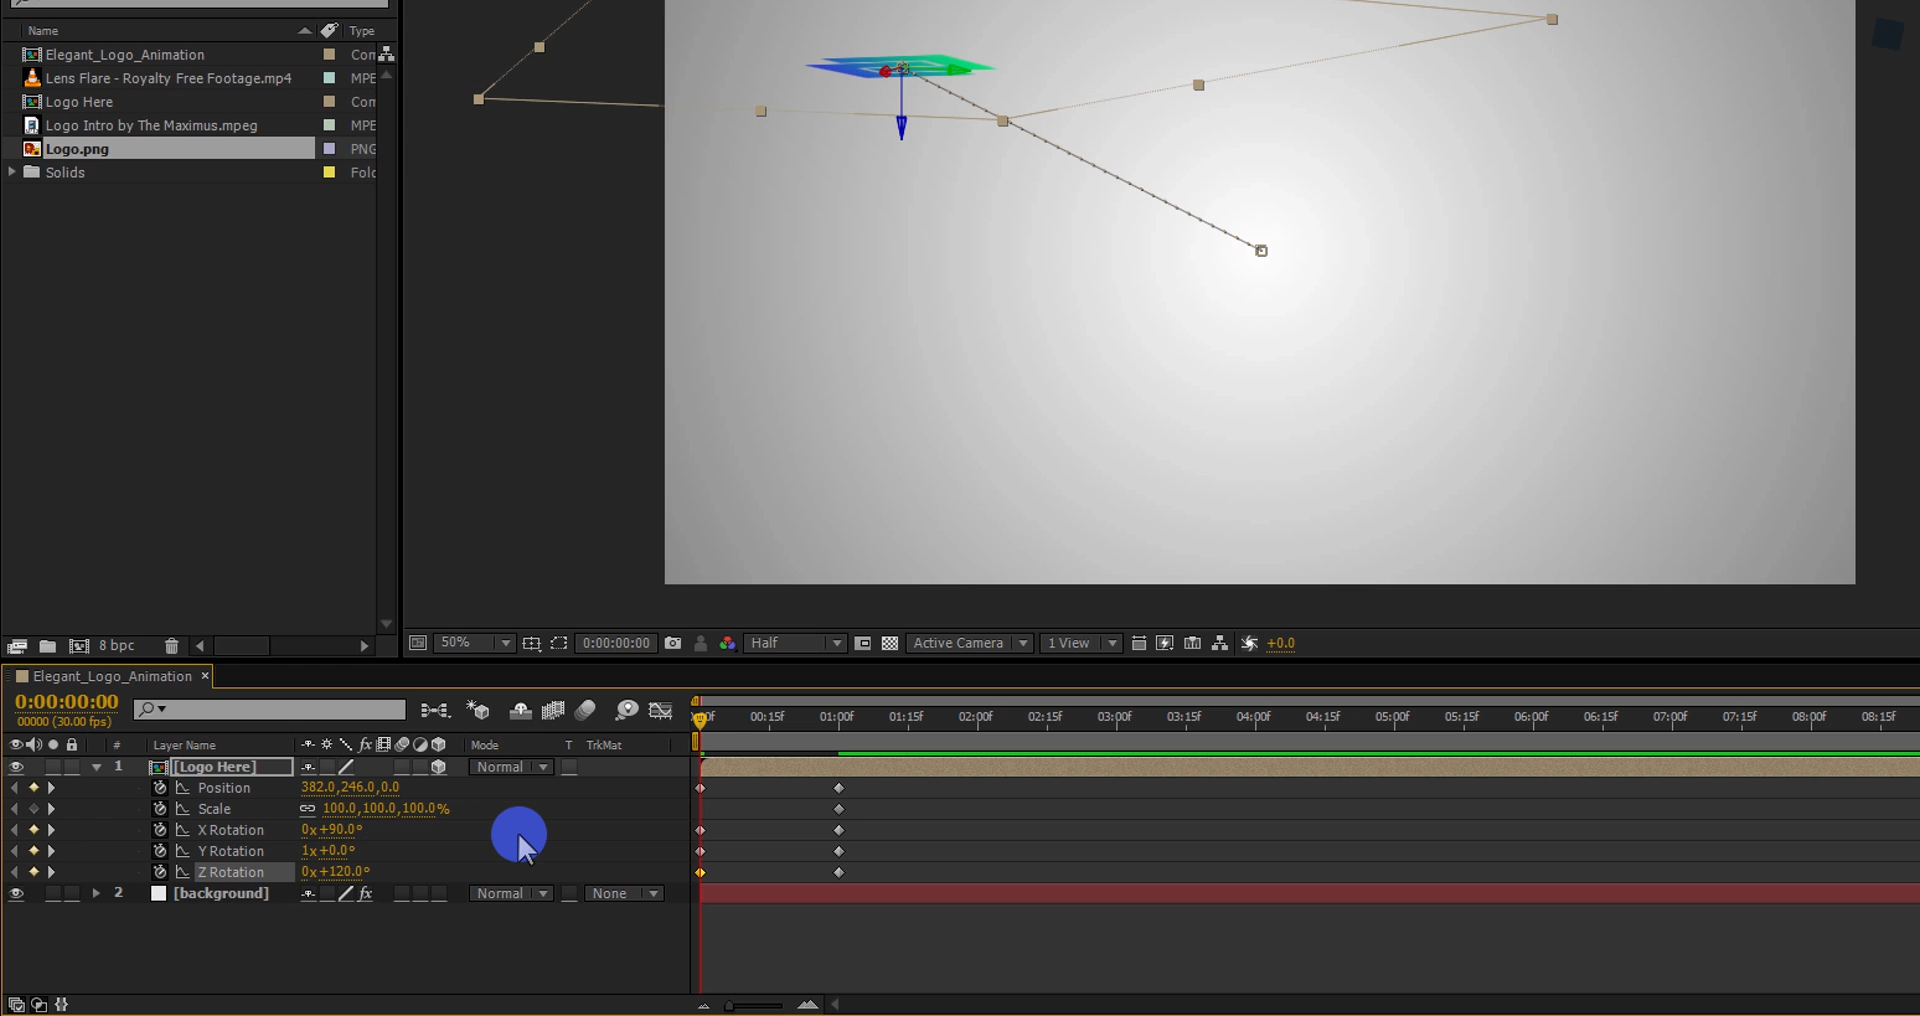 Name Type
Elegant_Logo_Animation Con
Lens Flare - Royalty Free Footage.mp4 MPE
Logo Here Con
Logo Intro by The Maximus.mpeg MPE
Logo.png PNG
Solids Fold
8 bpc
50% 0:00:00:00 Half Active Camera 1 View +0.0
Elegant_Logo_Animation ×
0:00:00:00
00000 (30.00 fps)
00:15f 01:00f 01:15f 02:00f 02:15f 03:00f 03:15f 04:00f 04:15f 05:00f 05:15f 06:00f 06:15f 07:00f 07:15f 08:00f 08:15f
# Layer Name fx Mode T TrkMat
1 [Logo Here] Normal
Position 382.0,246.0,0.0
Scale 100.0,100.0,100.0%
X Rotation 0x+90.0°
Y Rotation 1x+0.0°
Z Rotation 0x+120.0°
2 [background] fx Normal None